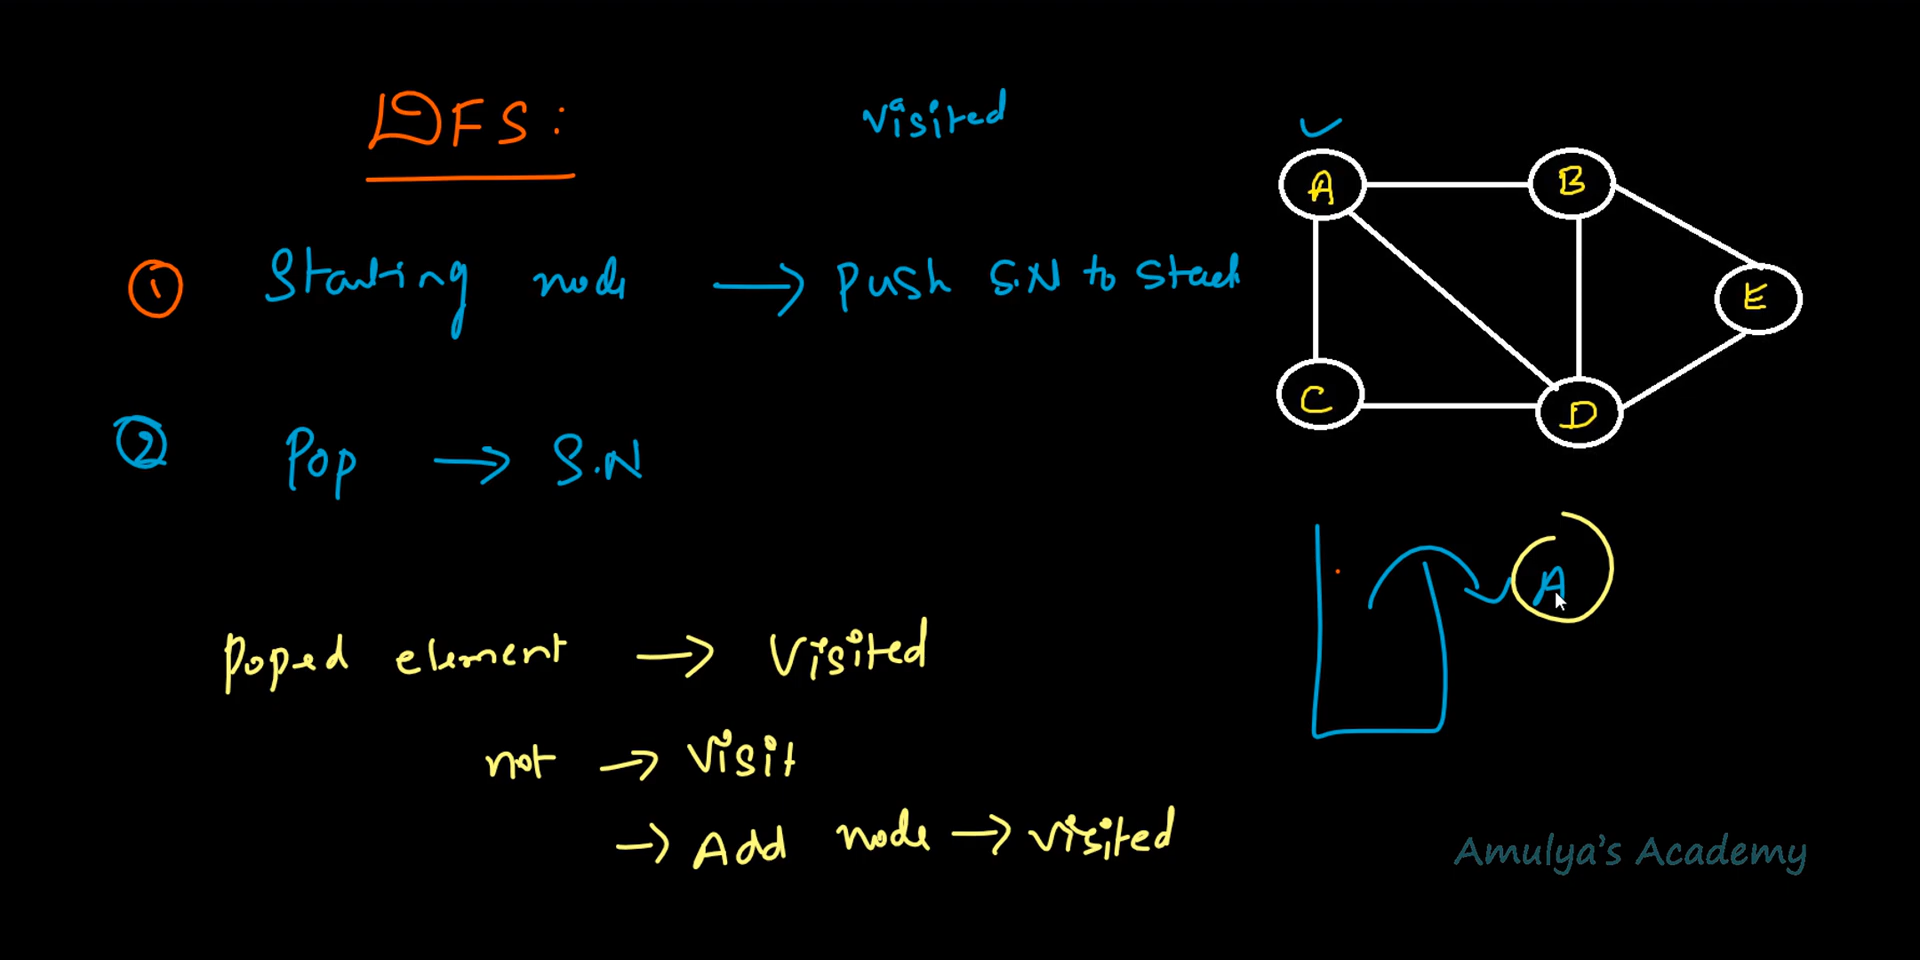 DFS:
visited
① Starting node → Push S.N to stack
② Pop → S.N
Poped element → Visited
not → Visit
→ Add node → visited
A
B
E
C
D
A
Amulya's Academy